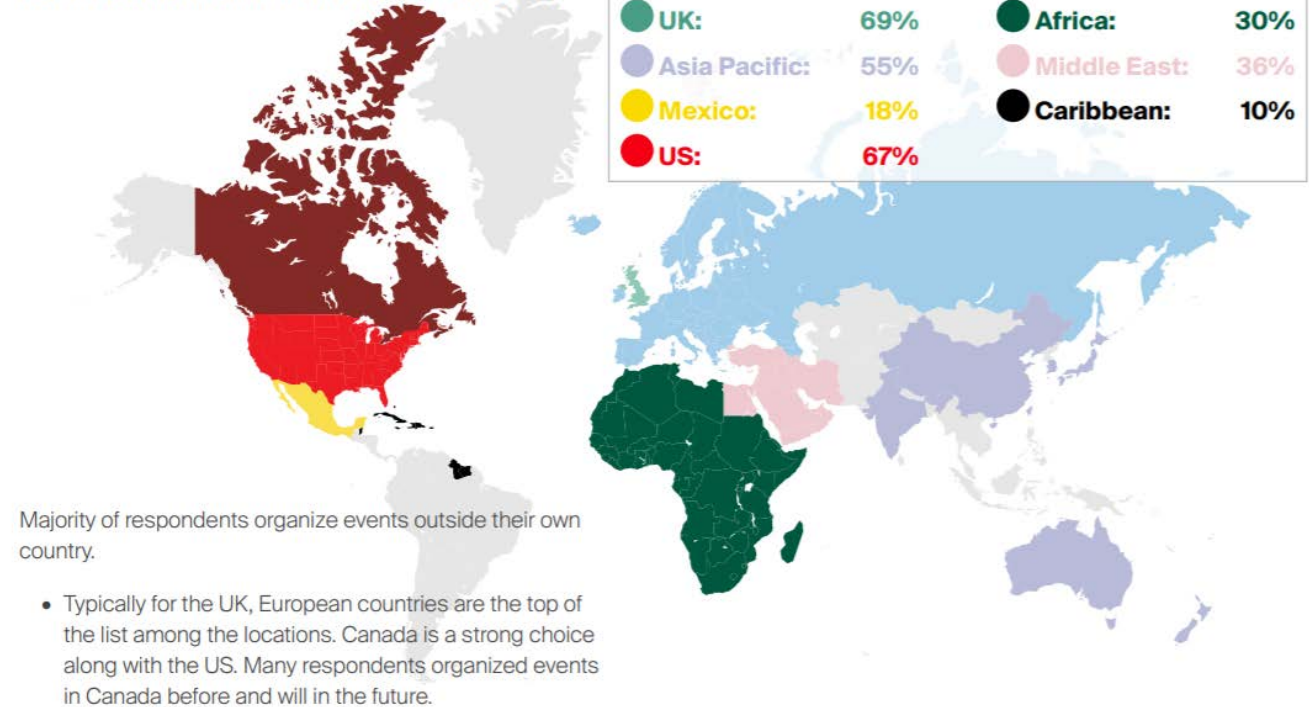 UK: 69%
Africa: 30%
Asia Pacific: 55%
Middle East: 36%
Mexico: 18%
Caribbean: 10%
US: 67%
Majority of respondents organize events outside their own
country.
• Typically for the UK, European countries are the top of
the list among the locations. Canada is a strong choice
along with the US. Many respondents organized events
in Canada before and will in the future.